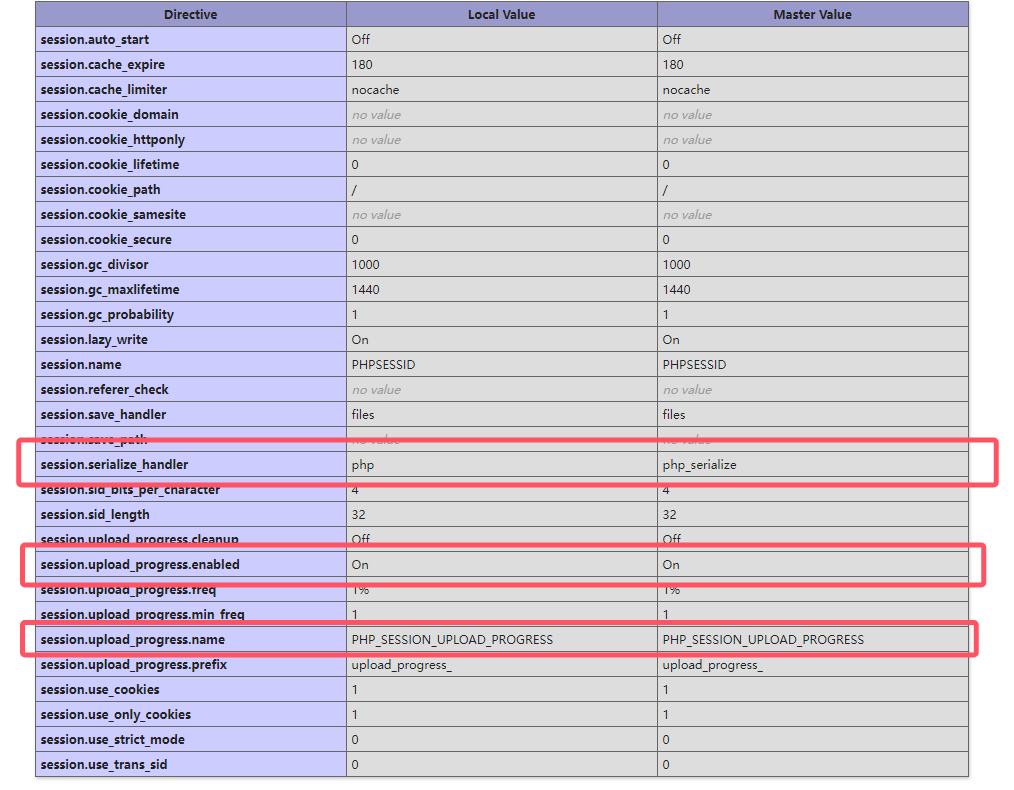 Directive Local Value Master Value
session.auto_start Off Off
session.cache_expire 180 180
session.cache_limiter nocache nocache
session.cookie_domain no value no value
session.cookie_httponly no value no value
session.cookie_lifetime 0 0
session.cookie_path / /
session.cookie_samesite no value no value
session.cookie_secure 0 0
session.gc_divisor 1000 1000
session.gc_maxlifetime 1440 1440
session.gc_probability 1 1
session.lazy_write On On
session.name PHPSESSID PHPSESSID
session.referer_check no value no value
session.save_handler files files
session.save_path no value no value
session.serialize_handler php php_serialize
session.sid_bits_per_character 4 4
session.sid_length 32 32
session.upload_progress.cleanup Off Off
session.upload_progress.enabled On On
session.upload_progress.freq 1% 1%
session.upload_progress.min_freq 1 1
session.upload_progress.name PHP_SESSION_UPLOAD_PROGRESS PHP_SESSION_UPLOAD_PROGRESS
session.upload_progress.prefix upload_progress_ upload_progress_
session.use_cookies 1 1
session.use_only_cookies 1 1
session.use_strict_mode 0 0
session.use_trans_sid 0 0